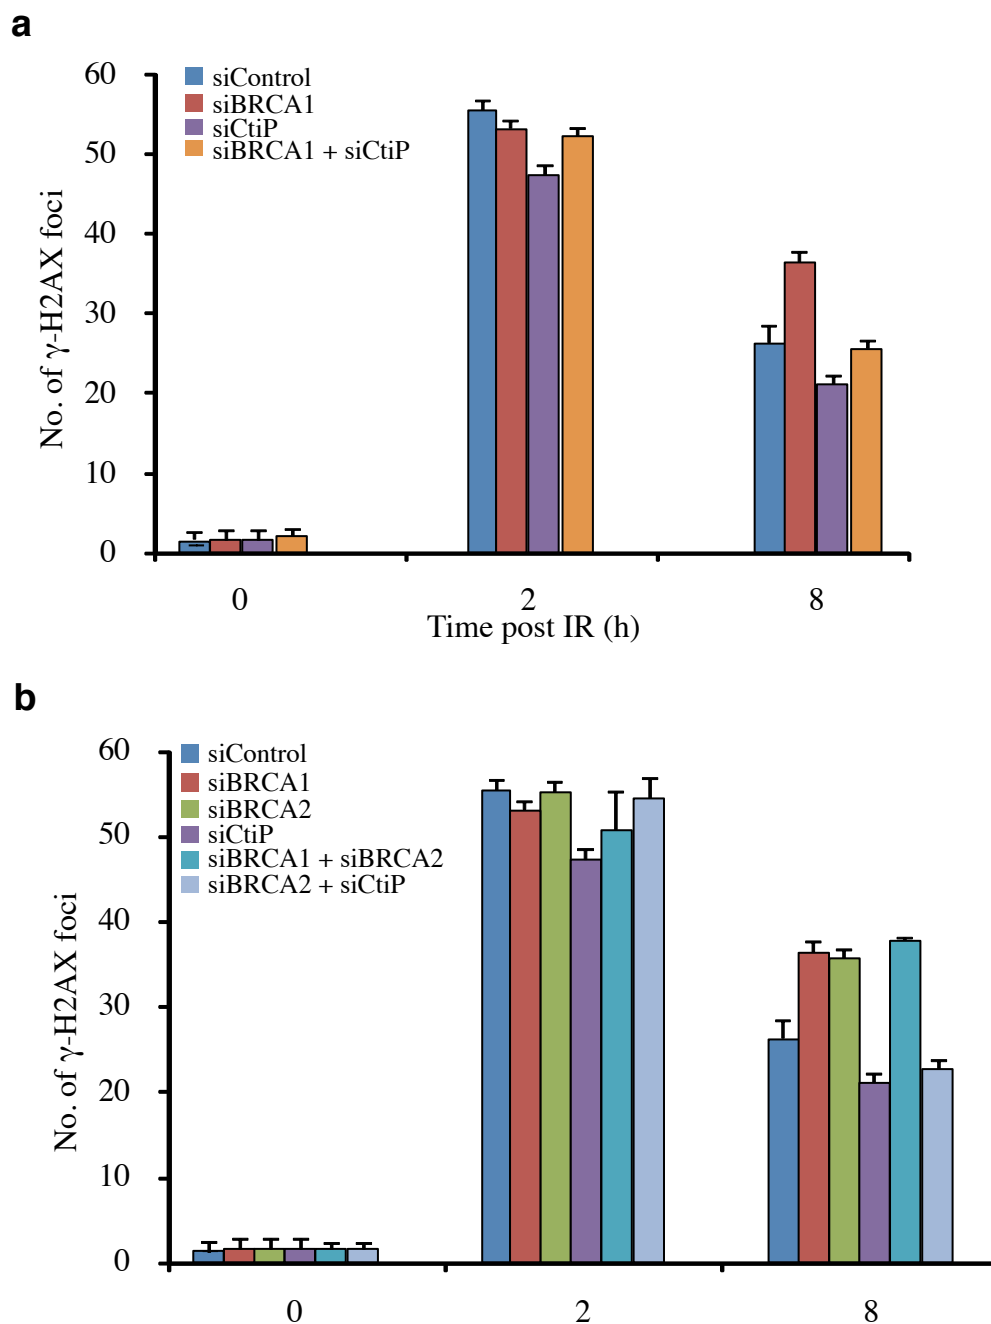 a
60
50
40
30
20
10
0
No. of γ-H2AX foci
siControl
siBRCA1
siCtiP
siBRCA1 + siCtiP
0 2 8
Time post IR (h)
b
60
50
40
30
20
10
0
No. of γ-H2AX foci
siControl
siBRCA1
siBRCA2
siCtiP
siBRCA1 + siBRCA2
siBRCA2 + siCtiP
0 2 8